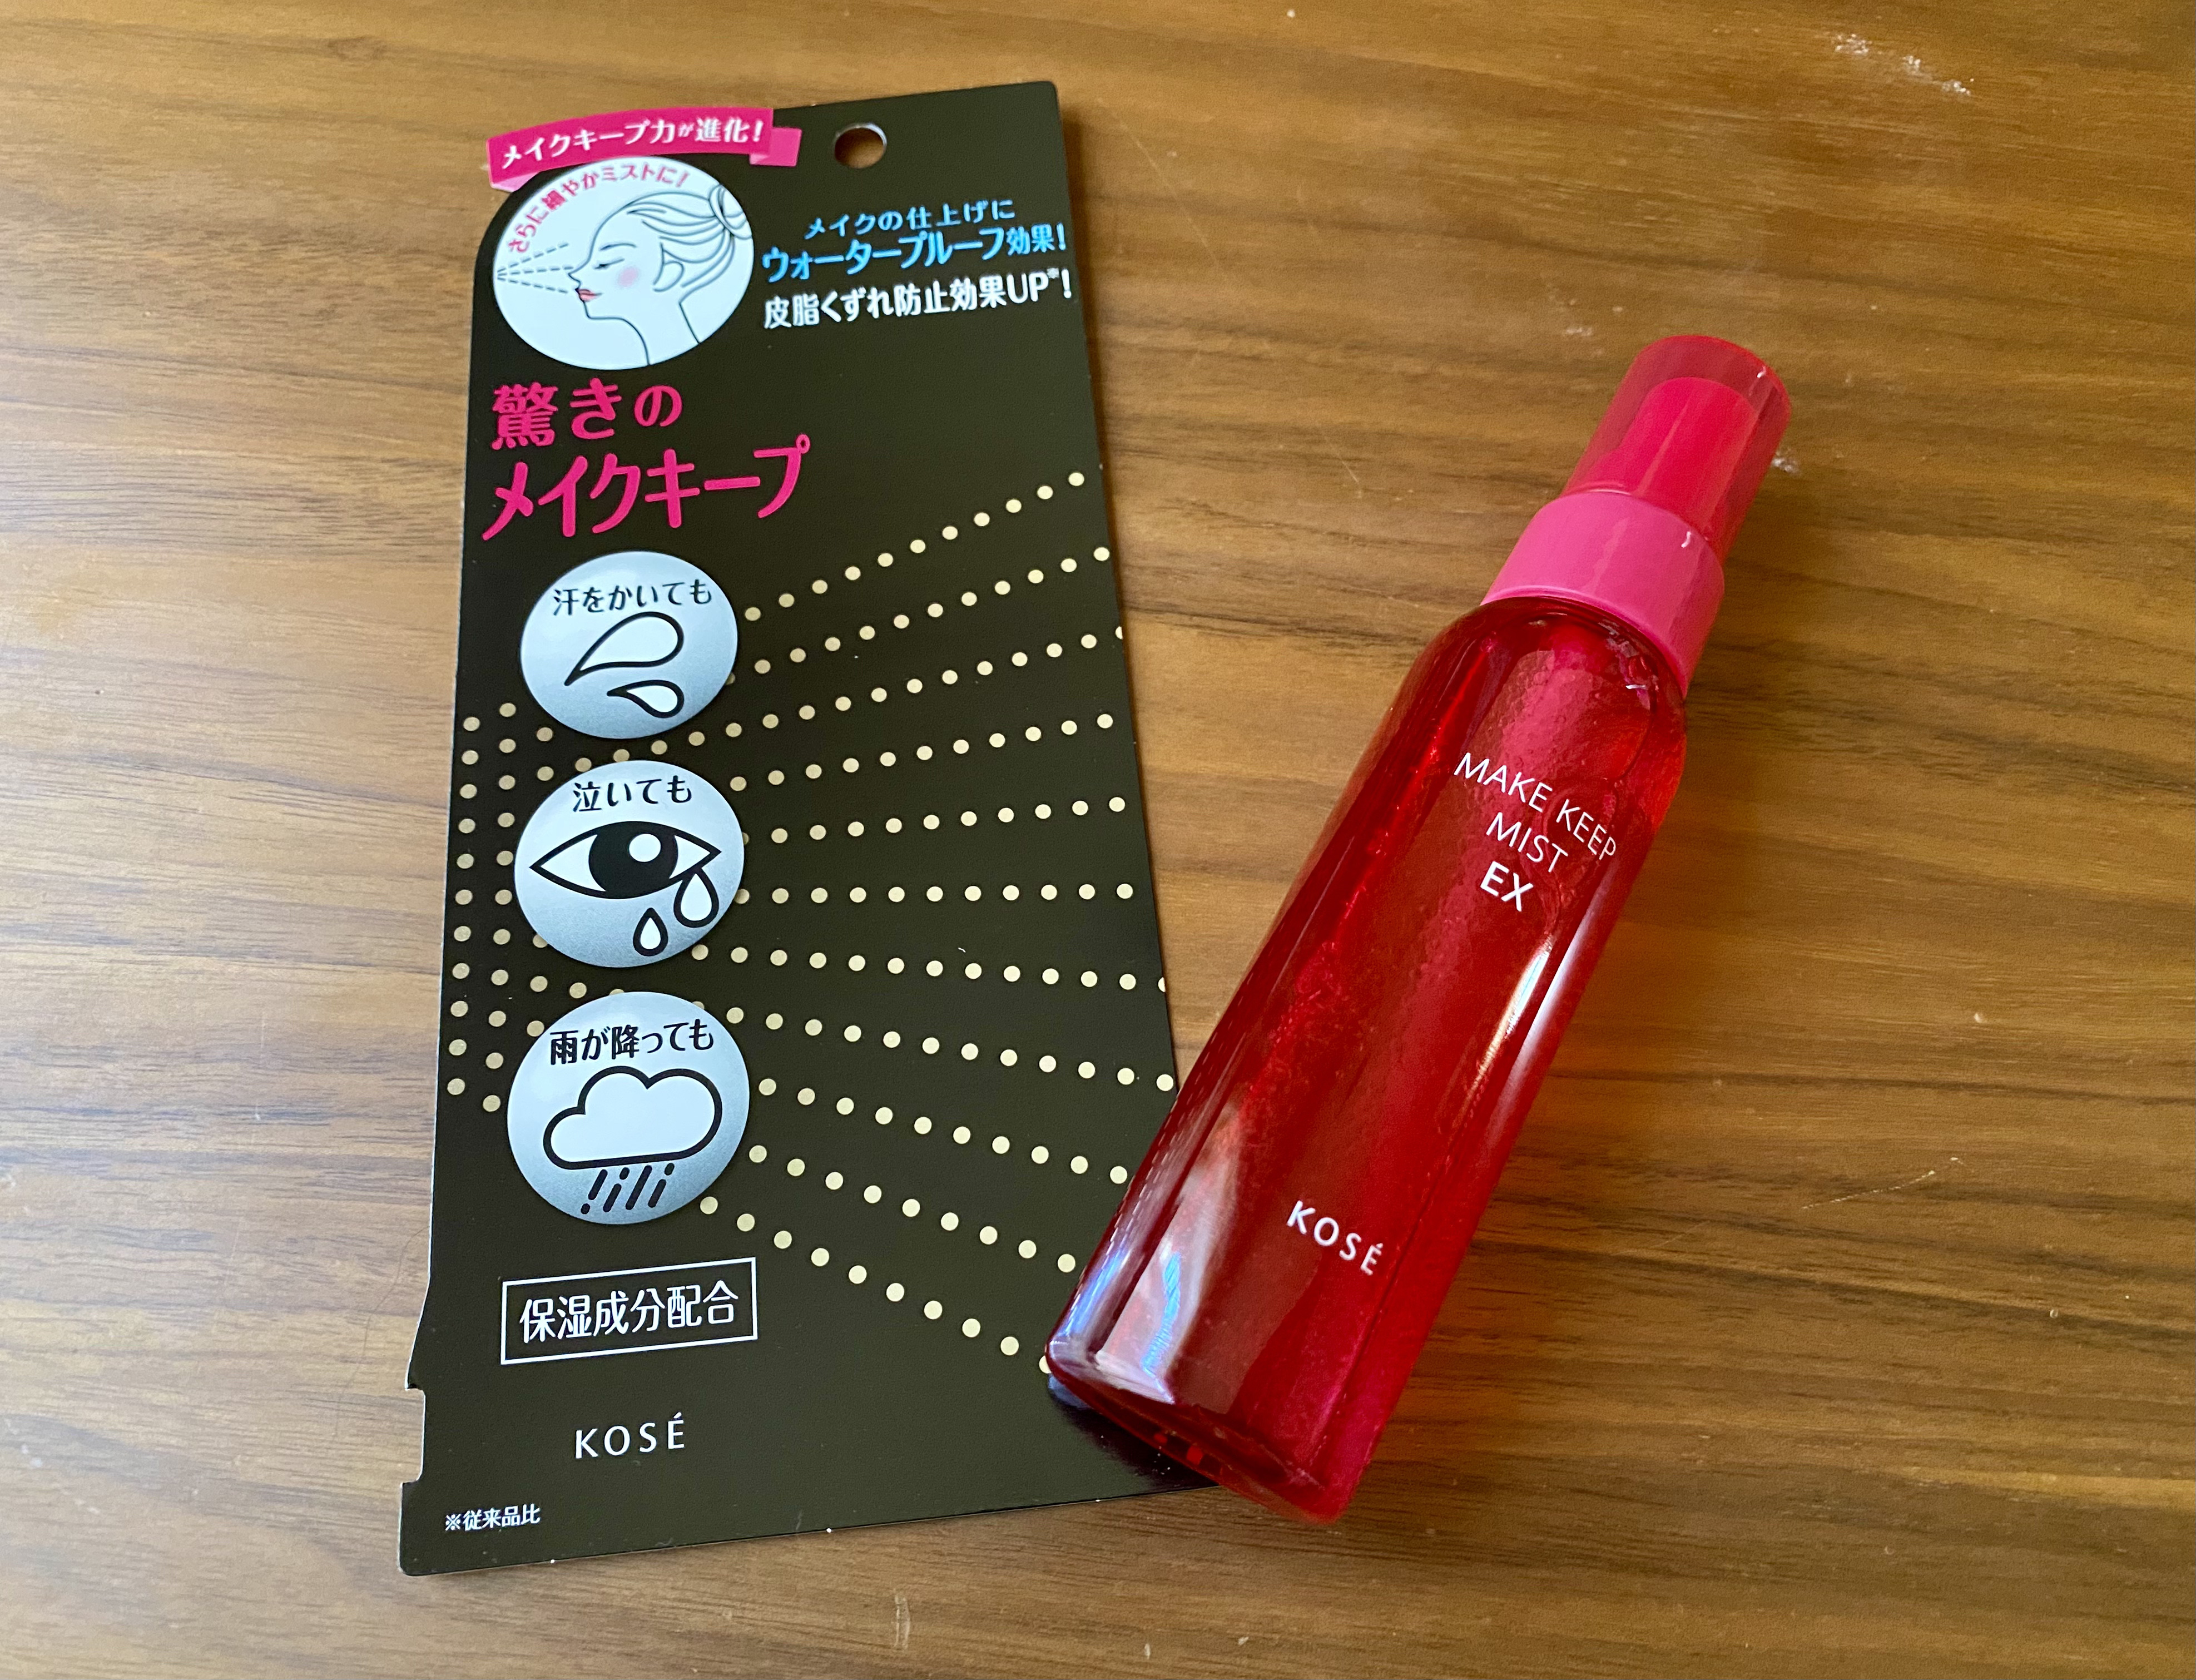 メイクキープ力が進化!
さらに細やかミストに!
メイクの仕上げに
ウォータープルーフ効果!
皮脂くずれ防止効果UP※!
驚きの
メイクキープ
汗をかいても
泣いても
雨が降っても
保湿成分配合
KOSÉ
※従来品比
MAKE KEEP
MIST
EX
KOSÉ